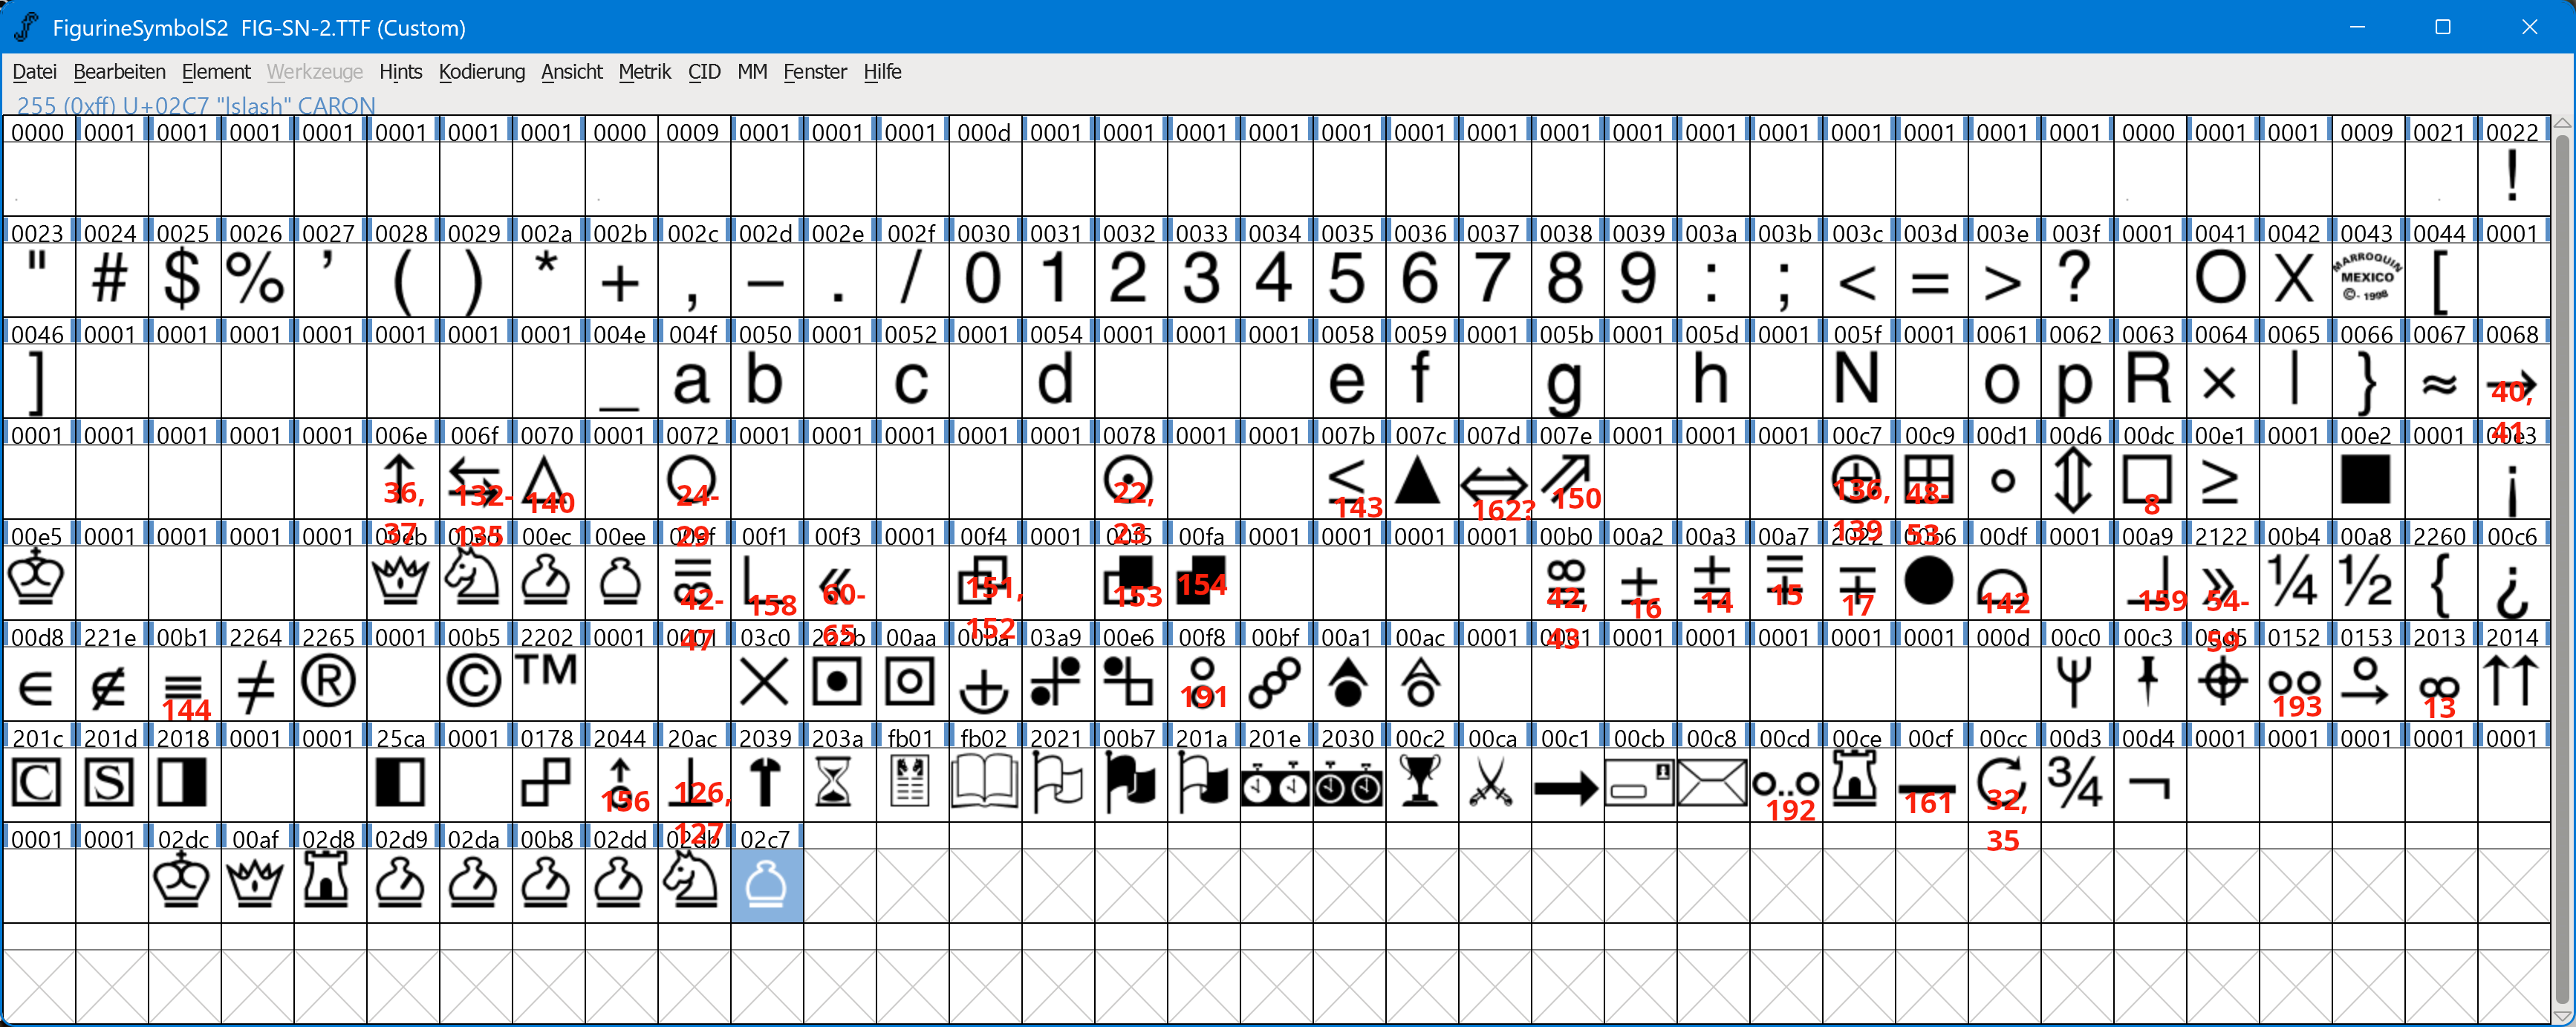 FigurineSymbolS2 FIG-SN-2.TTF (Custom)
Datei Bearbeiten Element Werkzeuge Hints Kodierung Ansicht Metrik CID MM Fenster Hilfe
255 (0xff) U+02C7 "lslash" CARON
0000 0001 0001 0001 0001 0001 0001 0001 0000 0009 0001 0001 0001 000d 0001 0001 0001 0001 0001 0001 0001 0001 0001 0001 0001 0001 0001 0001 0001 0000 0001 0001 0009 0021 0022
!
0023 0024 0025 0026 0027 0028 0029 002a 002b 002c 002d 002e 002f 0030 0031 0032 0033 0034 0035 0036 0037 0038 0039 003a 003b 003c 003d 003e 003f 0001 0041 0042 0043 0044 0001
" # $ % ’ ( ) * + , – . / 0 1 2 3 4 5 6 7 8 9 : ; < = > ? O X MARROQUIN MEXICO ©- 1998 [
0046 0001 0001 0001 0001 0001 0001 0001 004e 004f 0050 0001 0052 0001 0054 0001 0001 0001 0058 0059 0001 005b 0001 005d 0001 005f 0001 0061 0062 0063 0064 0065 0066 0067 0068
] _ a b c d e f g h N o p R × | } ≈ →
40, 41
0001 0001 0001 0001 0001 006e 006f 0070 0001 0072 0001 0001 0001 0001 0001 0078 0001 0001 007b 007c 007d 007e 0001 0001 0001 00c7 00c9 00d1 00d6 00dc 00e1 0001 00e2 0001 00e3
↑ ⇆ △ ○ ⊙ ≤ ▲ ⇔ ⇗ ⊕ ⊞ ∘ ⇕ □ ≥ ■ ¡
36, 37 132-135 140 24-29 22, 23 143 162? 150 136, 139 48-53 8
00e5 0001 0001 0001 0001 00eb 00ec 00ee 00f1 00f3 0001 00f4 0001 00f5 00fa 0001 0001 0001 0001 00b0 00a2 00a3 00a7 2022 00b6 00df 0001 00a9 2122 00b4 00a8 2260 00c6
♔ ♕ ♘ ♗ ♙ « ± ∓ ● ⌓ » ¼ ½ { ¿
42-47 158 60-65 151, 152 153 154 42, 43 16 14 15 17 142 159 54-59
00d8 221e 00b1 2264 2265 0001 00b5 2202 0001 0001 03c0 222b 00aa 00ba 03a9 00e6 00f8 00bf 00a1 00ac 0001 0001 0001 0001 0001 0001 0001 000d 00c0 00c3 00d5 0152 0153 2013 2014
∈ ∉ ≡ ≠ ® © TM
144 191 193 13
201c 201d 2018 0001 0001 25ca 0001 0178 2044 20ac 2039 203a fb01 fb02 2021 00b7 201a 201e 2030 00c2 00ca 00c1 00cb 00c8 00cd 00ce 00cf 00cc 00d3 00d4 0001 0001 0001 0001 0001
C S ¾ ¬
156 126, 127 192 161 32, 35
0001 0001 02dc 00af 02d8 02d9 02da 00b8 02dd 02db 02c7